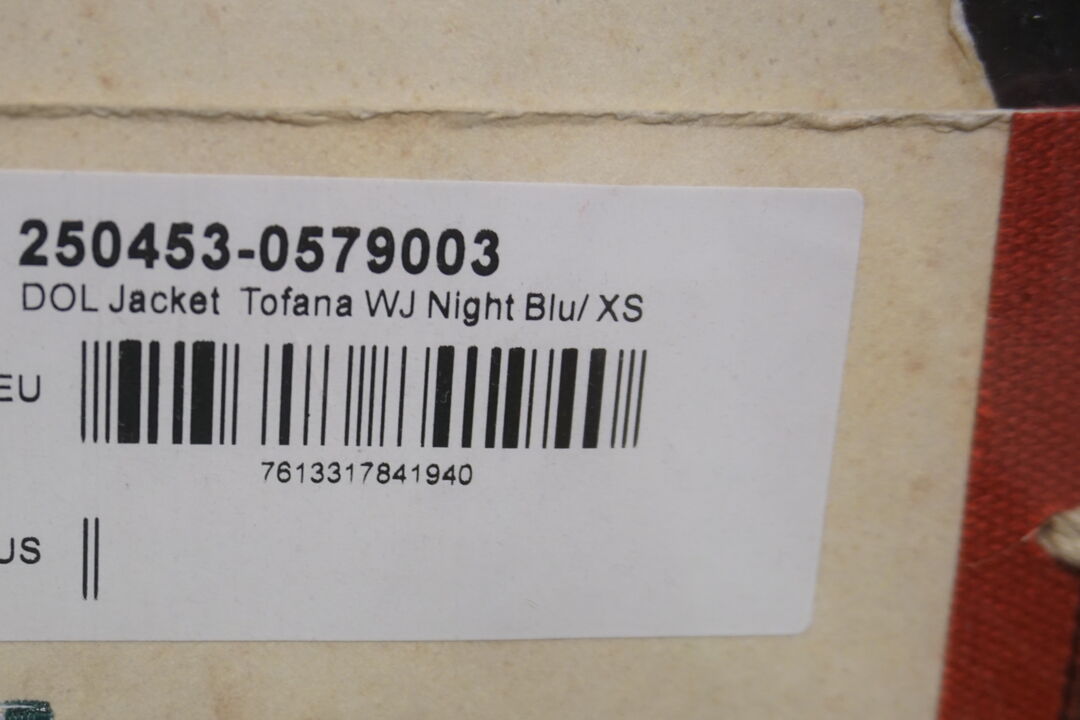 250453-0579003
DOL Jacket Tofana WJ Night Blu/ XS
EU
7613317841940
US